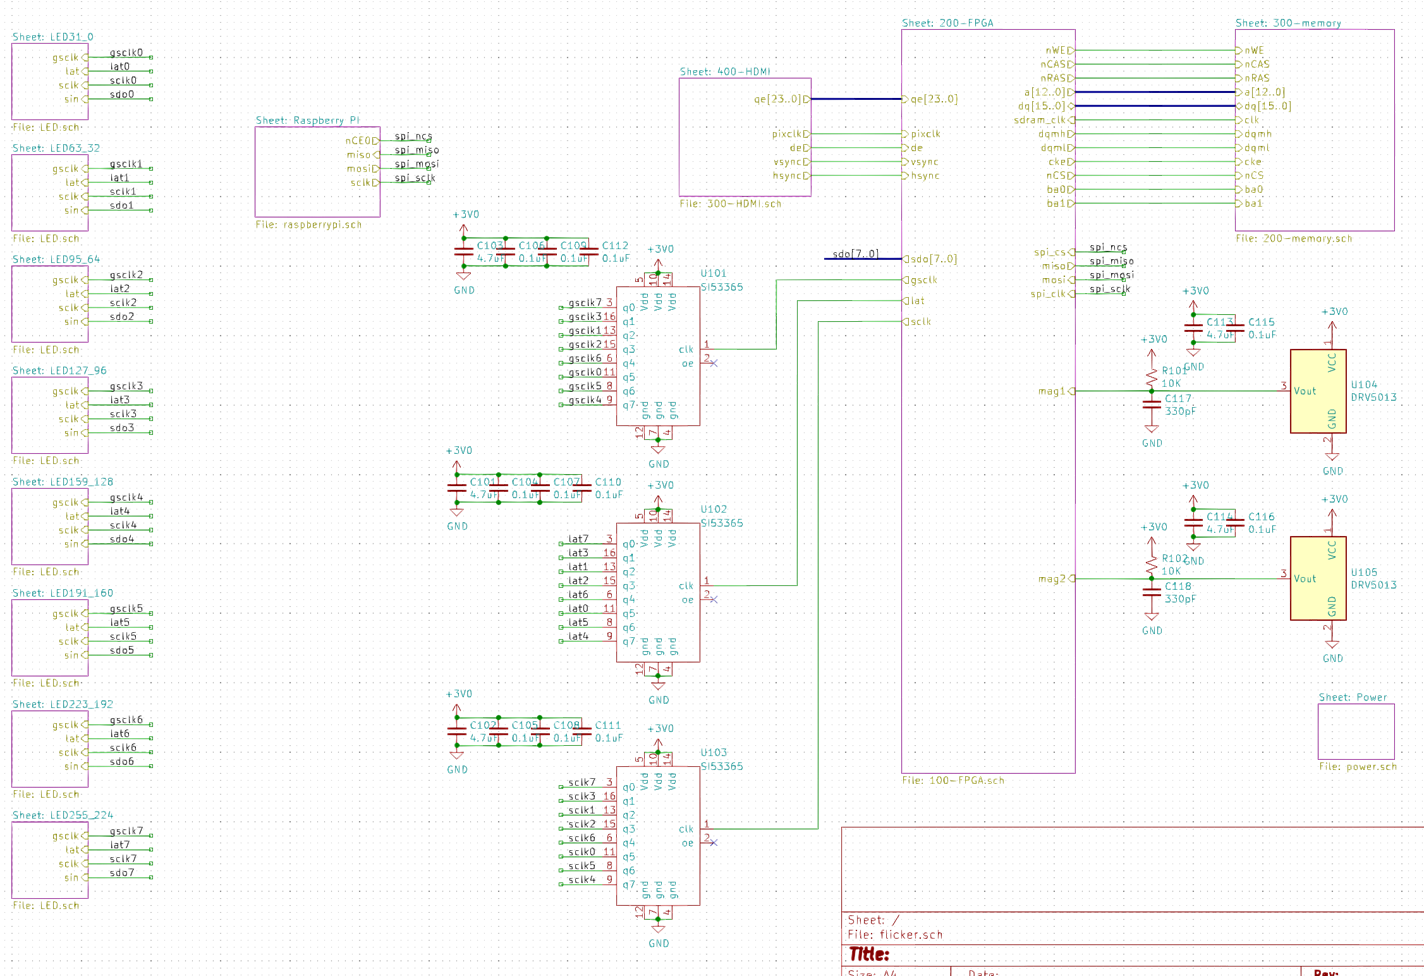 Sheet: LED31_0
gsclk gsclk0
lat lat0
sclk sclk0
sin sdo0
File: LED.sch
Sheet: LED63_32
gsclk gsclk1
lat lat1
sclk sclk1
sin sdo1
File: LED.sch
Sheet: LED95_64
gsclk gsclk2
lat lat2
sclk sclk2
sin sdo2
File: LED.sch
Sheet: LED127_96
gsclk gsclk3
lat lat3
sclk sclk3
sin sdo3
File: LED.sch
Sheet: LED159_128
gsclk gsclk4
lat lat4
sclk sclk4
sin sdo4
File: LED.sch
Sheet: LED191_160
gsclk gsclk5
lat lat5
sclk sclk5
sin sdo5
File: LED.sch
Sheet: LED223_192
gsclk gsclk6
lat lat6
sclk sclk6
sin sdo6
File: LED.sch
Sheet: LED255_224
gsclk gsclk7
lat lat7
sclk sclk7
sin sdo7
File: LED.sch
Sheet: Raspberry Pi
nCE0 spi_ncs
miso spi_miso
mosi spi_mosi
sclk spi_sclk
File: raspberrypi.sch
+3V0
C103 C106 C109 C112
4.7uF 0.1uF 0.1uF 0.1uF
GND
+3V0
U101
SI53365
5 10 14
Vdd Vdd Vdd
gsclk7 3 q0
gsclk3 16 q1
gsclk1 13 q2
gsclk2 15 q3
gsclk6 6 q4
gsclk0 11 q5
gsclk5 8 q6
gsclk4 9 q7
clk 1
oe 2
gnd gnd gnd
12 7 4
GND
+3V0
C101 C104 C107 C110
4.7uF 0.1uF 0.1uF 0.1uF
GND
+3V0
U102
SI53365
5 10 14
Vdd Vdd Vdd
lat7 3 q0
lat3 16 q1
lat1 13 q2
lat2 15 q3
lat6 6 q4
lat0 11 q5
lat5 8 q6
lat4 9 q7
clk 1
oe 2
gnd gnd gnd
12 7 4
GND
+3V0
C102 C105 C108 C111
4.7uF 0.1uF 0.1uF 0.1uF
GND
+3V0
U103
SI53365
5 10 14
Vdd Vdd Vdd
sclk7 3 q0
sclk3 16 q1
sclk1 13 q2
sclk2 15 q3
sclk6 6 q4
sclk0 11 q5
sclk5 8 q6
sclk4 9 q7
clk 1
oe 2
gnd gnd gnd
12 7 4
GND
Sheet: 400-HDMI
qe[23..0]
pixclk
de
vsync
hsync
File: 300-HDMI.sch
Sheet: 200-FPGA
qe[23..0]
pixclk
de
vsync
hsync
sdo[7..0] sdo[7..0]
gsclk
lat
sclk
nWE
nCAS
nRAS
a[12..0]
dq[15..0]
sdram_clk
dqmh
dqml
cke
nCS
ba0
ba1
spi_cs spi_ncs
miso spi_miso
mosi spi_mosi
spi_clk spi_sclk
mag1
mag2
File: 100-FPGA.sch
Sheet: 300-memory
nWE
nCAS
nRAS
a[12..0]
dq[15..0]
clk
dqmh
dqml
cke
nCS
ba0
ba1
File: 200-memory.sch
+3V0
C113 C115
4.7uF 0.1uF
GND
+3V0
R101
10K
C117
330pF
GND
+3V0
1
VCC
3 Vout
U104
DRV5013
GND
2
GND
+3V0
C114 C116
4.7uF 0.1uF
GND
+3V0
R102
10K
C118
330pF
GND
+3V0
1
VCC
3 Vout
U105
DRV5013
GND
2
GND
Sheet: Power
File: power.sch
Sheet: /
File: flicker.sch
Title:
Size: A4 Date: Rev: